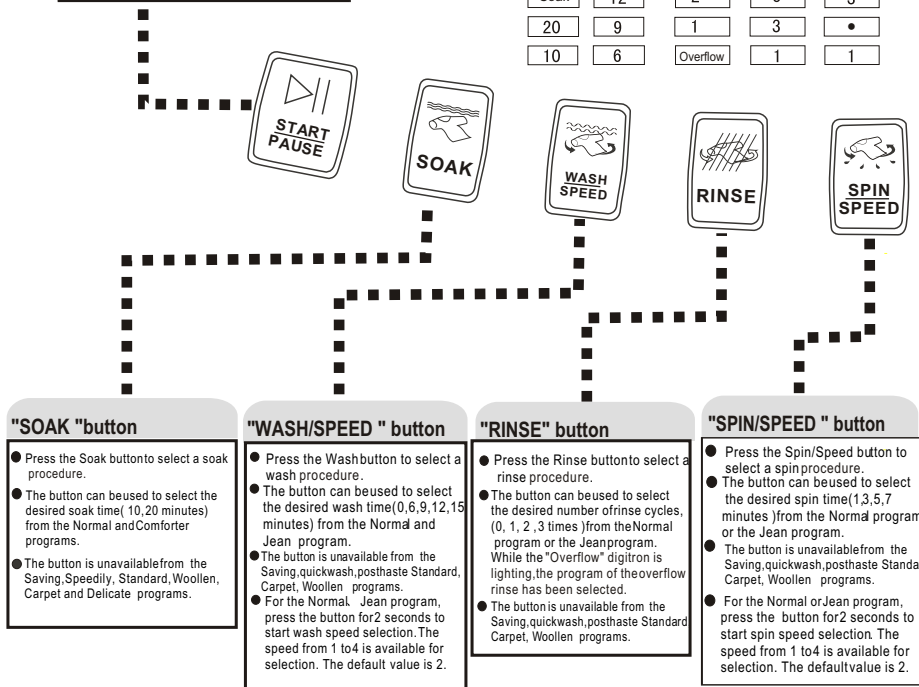 20 9 1 3 •
10 6 Overflow 1 1
START
PAUSE
SOAK
WASH
SPEED
RINSE
SPIN
SPEED
"SOAK "button
Press the Soak buttonto select a soak
procedure.
The button can beused to select the
desired soak time( 10,20 minutes)
from the Normal andComforter
programs.
The button is unavailable from the
Saving,Speedily, Standard,Woollen,
Carpet and Delicate programs.
"WASH/SPEED " button
Press the Washbutton to select a
wash procedure.
The button can beused to select
the desired wash time(0,6,9,12,15
minutes) from the Normal and
Jean program.
The button is unavailable from the
Saving,quickwash,posthaste Standard,
Carpet, Woollen programs.
For the Normal. Jean program,
press the button for2 seconds to
start wash speed selection.The
speed from 1 to4 is available for
selection. The default value is 2.
"RINSE" button
Press the Rinse buttonto select a
rinse procedure.
The button can beused to select
the desired number ofrinse cycles,
(0, 1, 2 ,3 times )from theNormal
program or the Jeanprogram.
While the "Overflow" digitron is
lighting,the program of theoverflow
rinse has been selected.
The button is unavailable from the
Saving,quickwash,posthaste Standard
Carpet, Woollen programs.
"SPIN/SPEED " button
Press the Spin/Speed button to
select a spinprocedure.
The button can beused to select
the desired spin time(1,3,5,7
minutes )from the Normal program
or the Jean program.
The button is unavailablefrom the
Saving,quickwash,posthaste Standa
Carpet, Woollen programs.
For the Normal orJean program,
press the button for2 seconds to
start spin speed selection. The
speed from 1 to4 is available for
selection. The defaultvalue is 2.